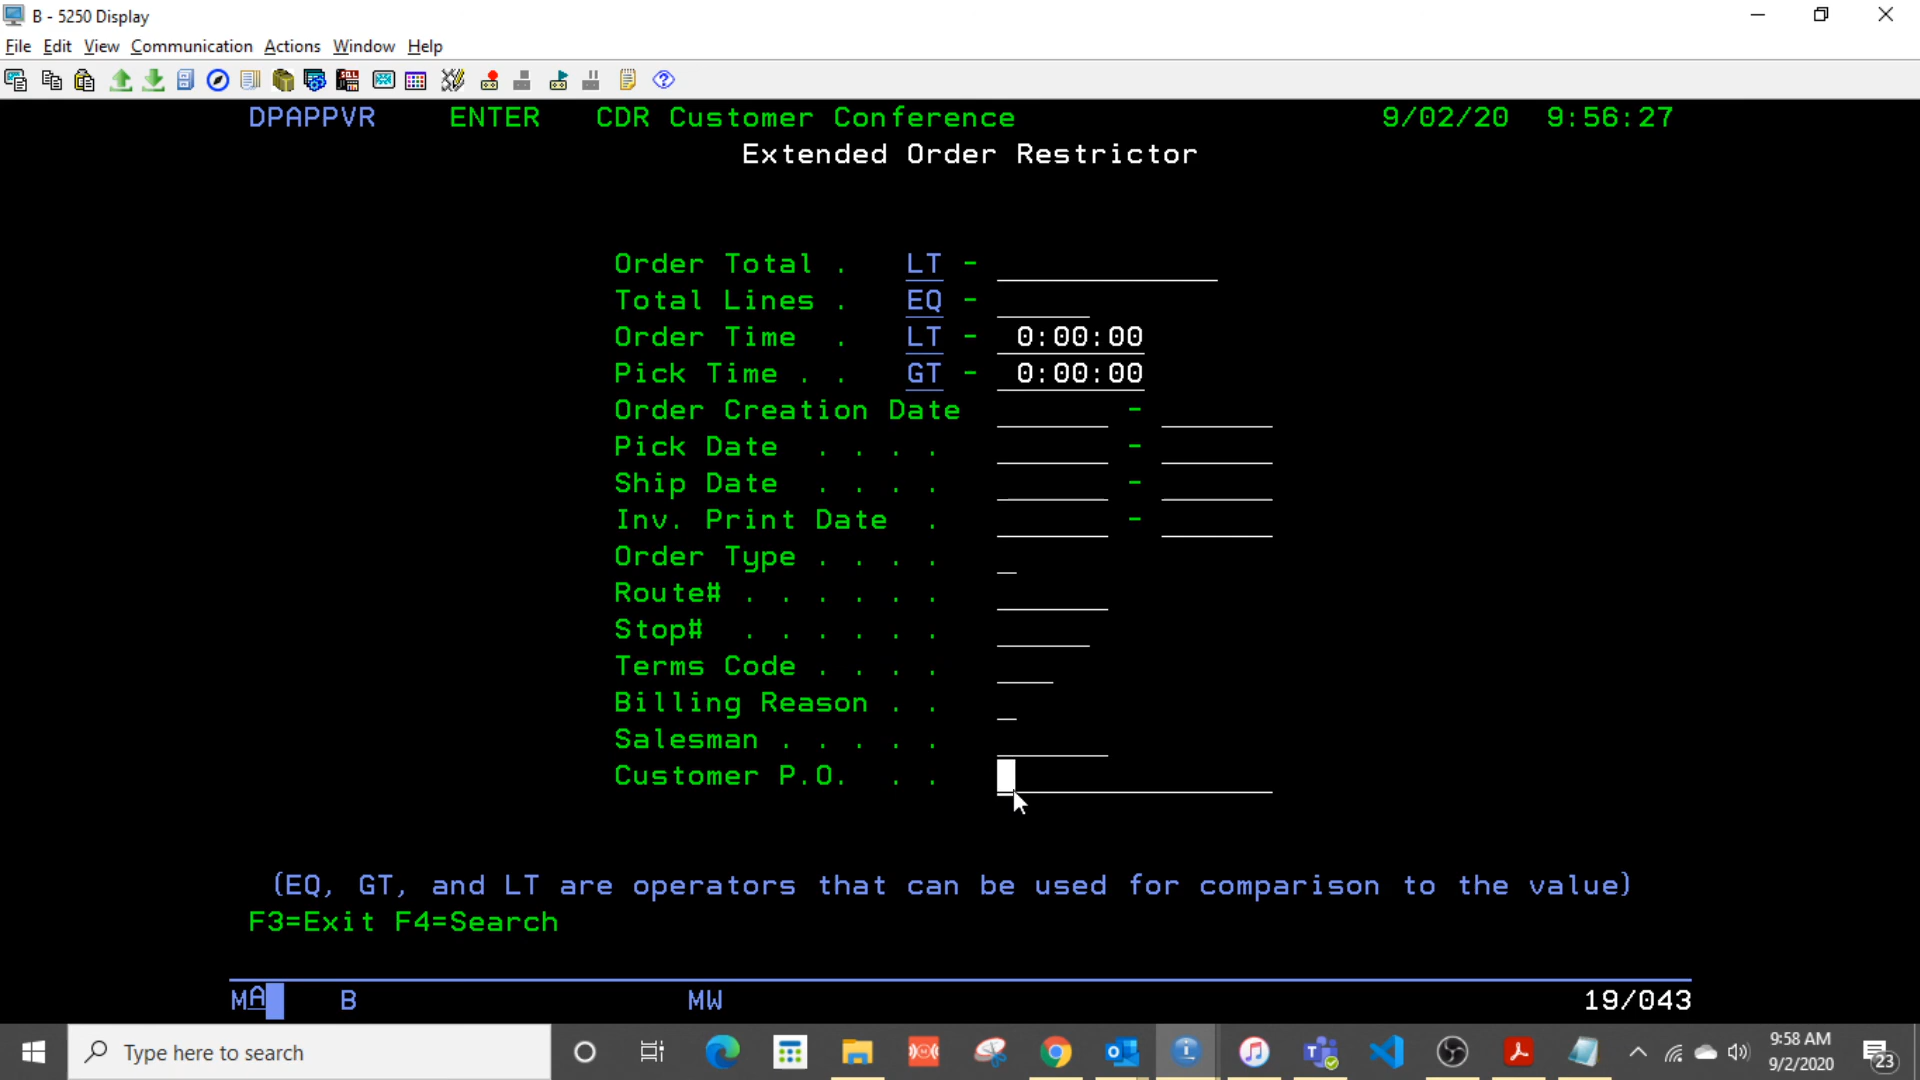 B - 5250 Display
File Edit View Communication Actions Window Help
DPAPPVR ENTER CDR Customer Conference 9/02/20 9:56:27
Extended Order Restrictor
Order Total . LT -
Total Lines . EQ -
Order Time . LT - 0:00:00
Pick Time . . GT - 0:00:00
Order Creation Date -
Pick Date . . . . -
Ship Date . . . . -
Inv. Print Date . -
Order Type . . . .
Route# . . . . . .
Stop# . . . . . .
Terms Code . . . .
Billing Reason . .
Salesman . . . . .
Customer P.O. . .
(EQ, GT, and LT are operators that can be used for comparison to the value)
F3=Exit F4=Search
MA B MW 19/043
Type here to search
9:58 AM
9/2/2020
23